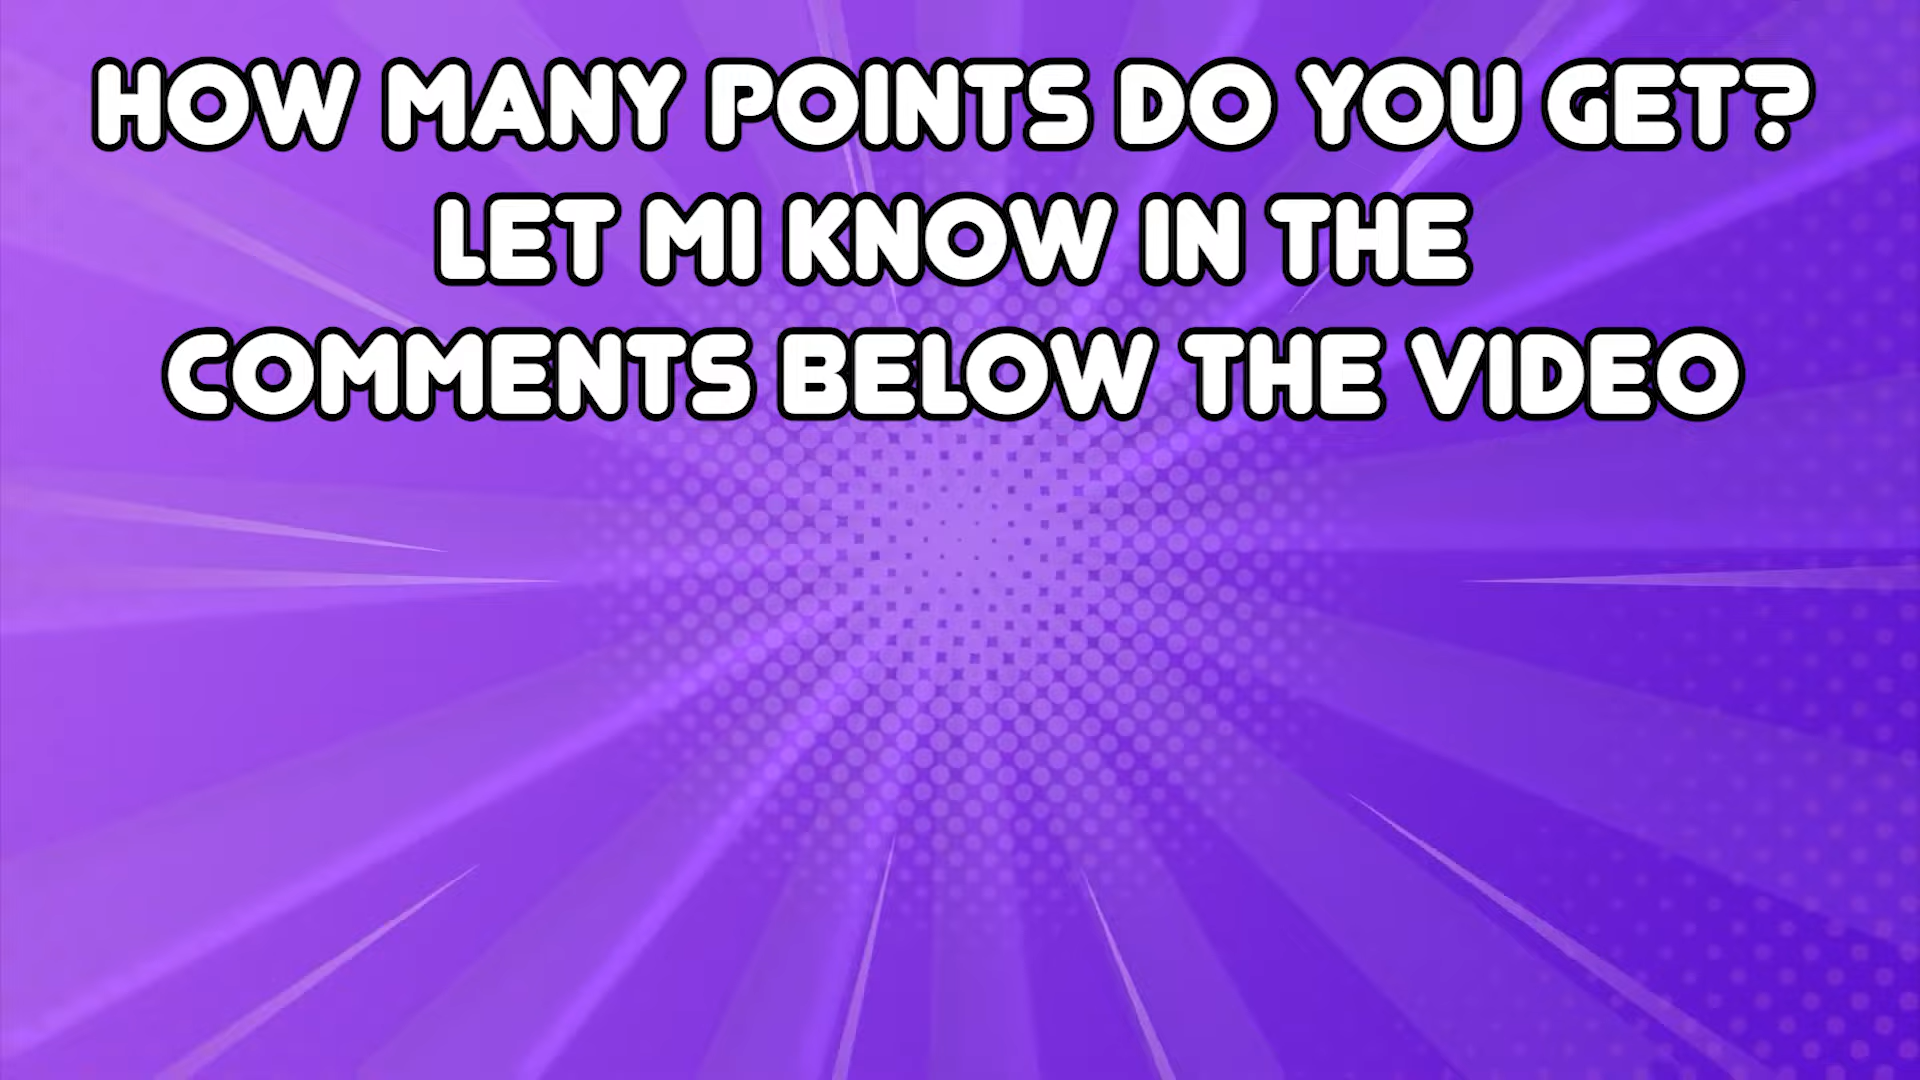 HOW MANY POINTS DO YOU GET?
LET MI KNOW IN THE
COMMENTS BELOW THE VIDEO